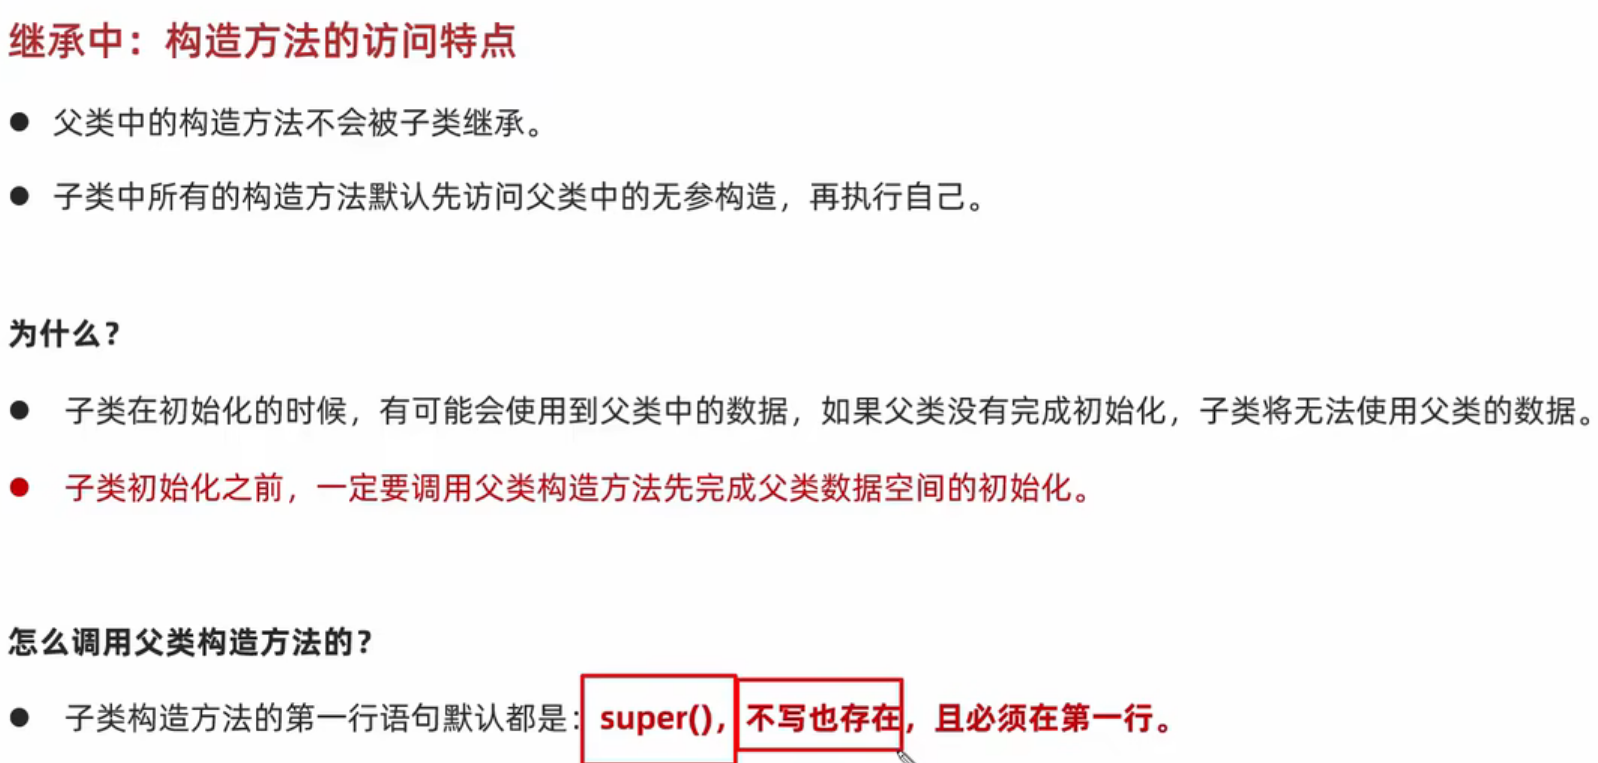 继承中：构造方法的访问特点
● 父类中的构造方法不会被子类继承。
● 子类中所有的构造方法默认先访问父类中的无参构造，再执行自己。
为什么？
● 子类在初始化的时候，有可能会使用到父类中的数据，如果父类没有完成初始化，子类将无法使用父类的数据。
● 子类初始化之前，一定要调用父类构造方法先完成父类数据空间的初始化。
怎么调用父类构造方法的？
● 子类构造方法的第一行语句默认都是：super()，不写也存在，且必须在第一行。